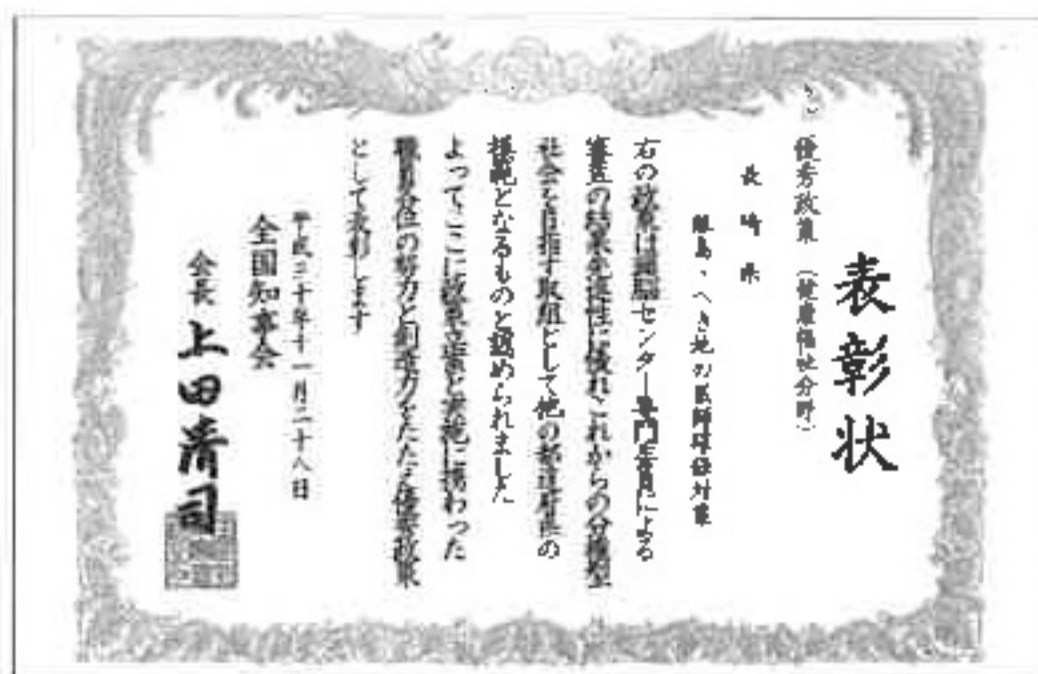 表彰状
優秀政策（健康福祉分野）
長崎県
離島・へき地の医師確保対策
右の政策は頭脳センター専門委員による
審査の結果先進性に優れこれからの分権型
社会を目指す取組として他の都道府県の
模範となるものと認められました
よってここに政策立案と実施に携わった
職員各位の努力と創造力をたたえ優秀政策
として表彰します
平成三十年十一月二十八日
全国知事会
会長 上田清司